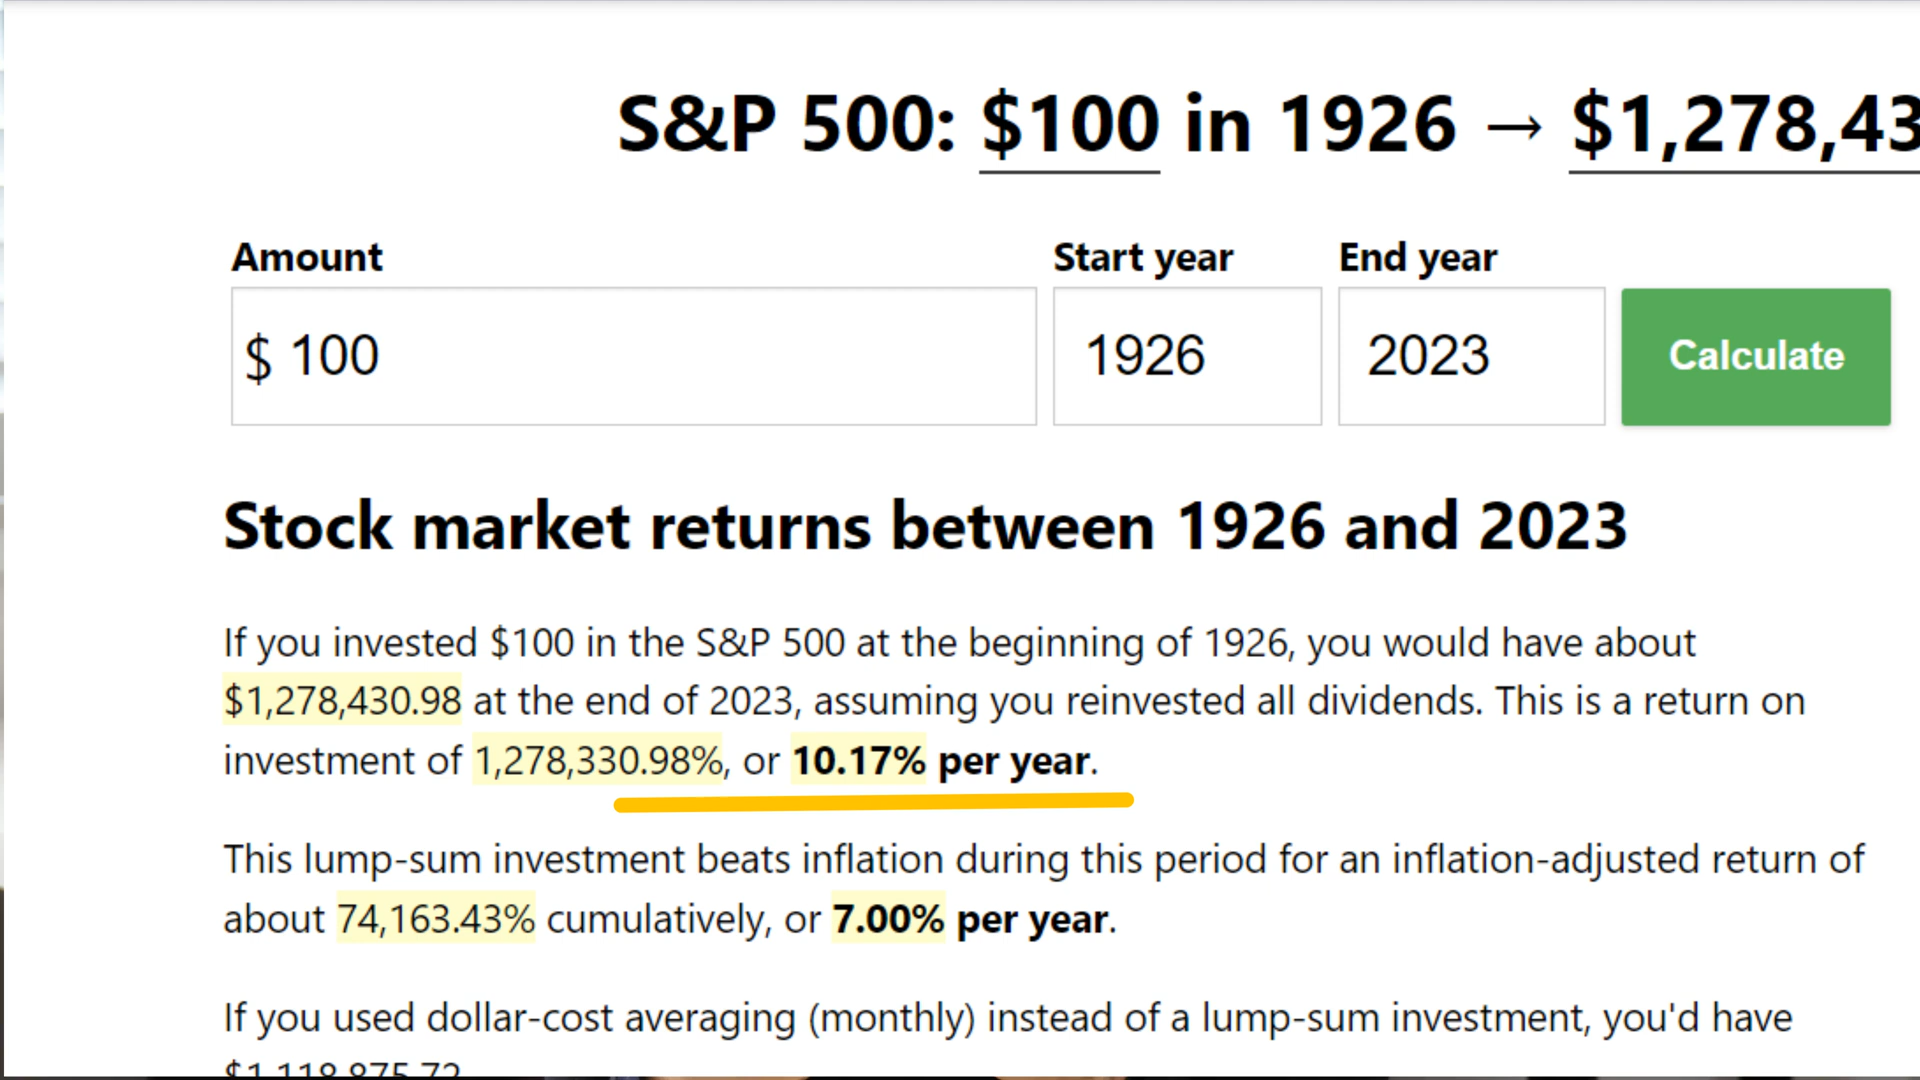 S&P 500: $100 in 1926 → $1,278,43
Amount
Start year
End year
$ 100
1926
2023
Calculate
Stock market returns between 1926 and 2023
If you invested $100 in the S&P 500 at the beginning of 1926, you would have about
$1,278,430.98 at the end of 2023, assuming you reinvested all dividends. This is a return on
investment of 1,278,330.98%, or 10.17% per year.
This lump-sum investment beats inflation during this period for an inflation-adjusted return of
about 74,163.43% cumulatively, or 7.00% per year.
If you used dollar-cost averaging (monthly) instead of a lump-sum investment, you'd have
$1,118,875.72